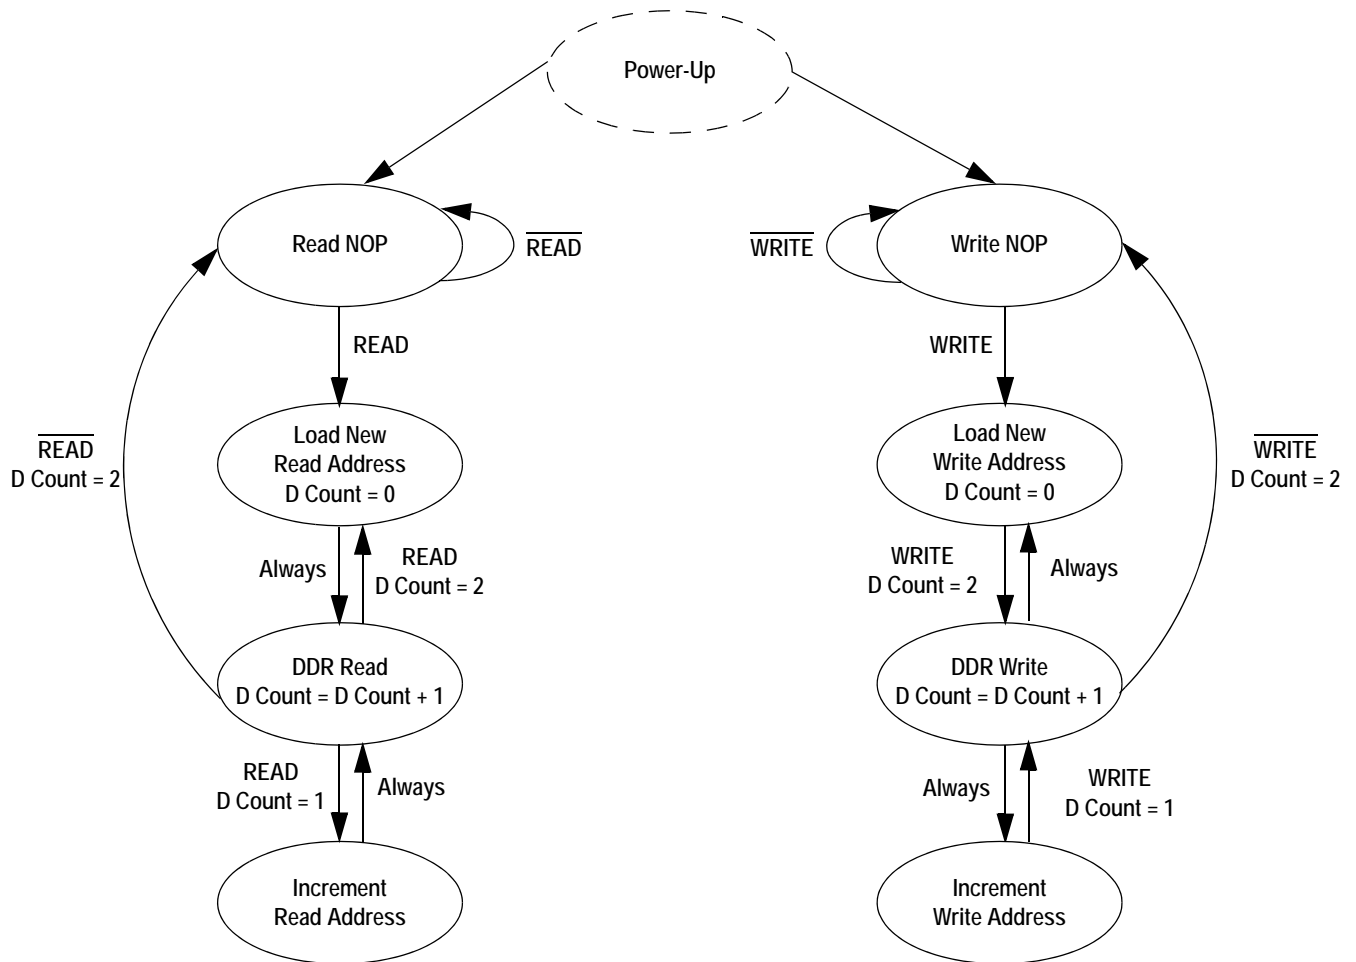 Power-Up
Read NOP
READ
WRITE
Write NOP
READ
WRITE
READ
D Count = 2
Load New
Read Address
D Count = 0
Load New
Write Address
D Count = 0
WRITE
D Count = 2
Always
READ
D Count = 2
WRITE
D Count = 2
Always
DDR Read
D Count = D Count + 1
DDR Write
D Count = D Count + 1
READ
D Count = 1
Always
Always
WRITE
D Count = 1
Increment
Read Address
Increment
Write Address